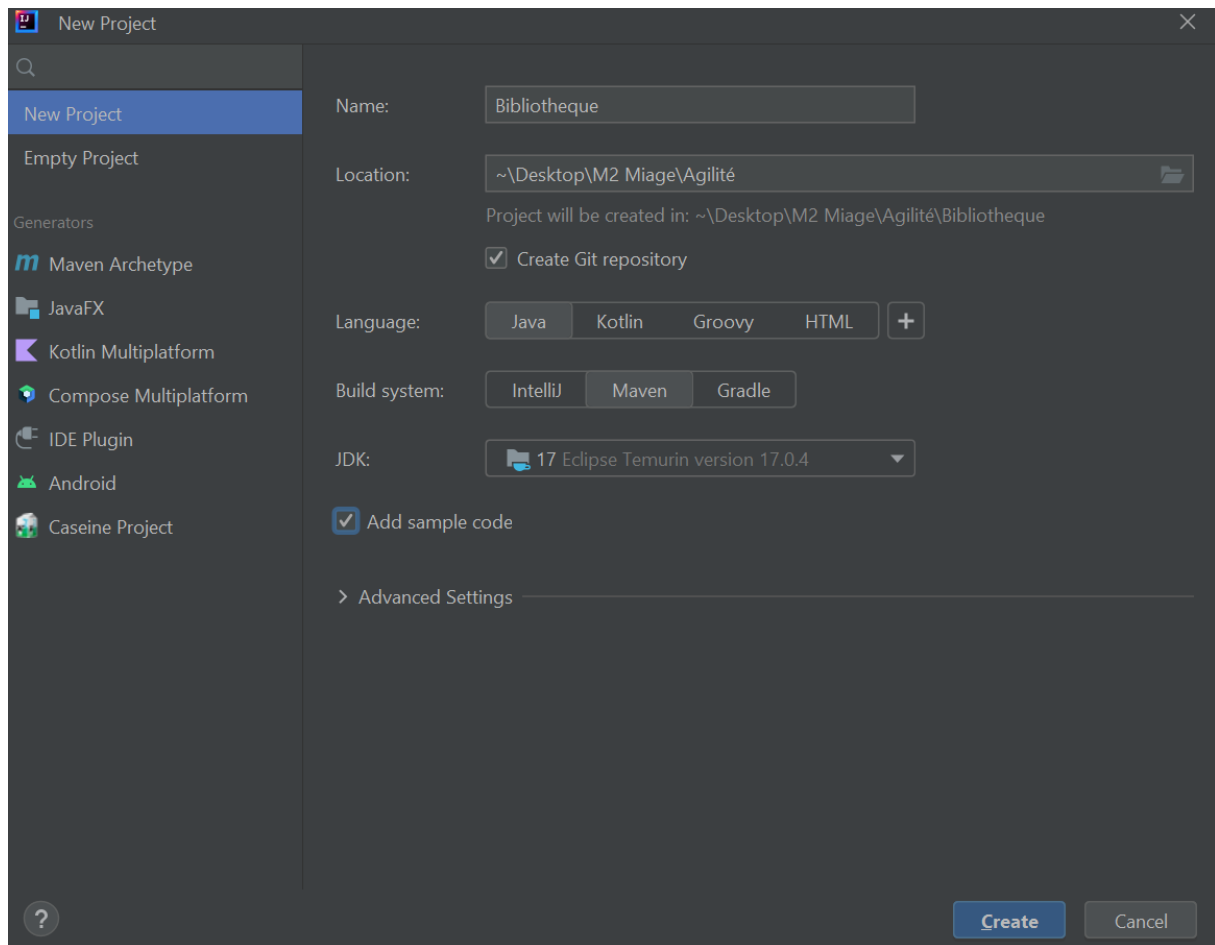 New Project
New Project
Empty Project
Generators
Maven Archetype
JavaFX
Kotlin Multiplatform
Compose Multiplatform
IDE Plugin
Android
Caseine Project
Name: Bibliotheque
Location: ~\Desktop\M2 Miage\Agilité
Project will be created in: ~\Desktop\M2 Miage\Agilité\Bibliotheque
Create Git repository
Language: Java Kotlin Groovy HTML +
Build system: IntelliJ Maven Gradle
JDK: 17 Eclipse Temurin version 17.0.4
Add sample code
Advanced Settings
? Create Cancel